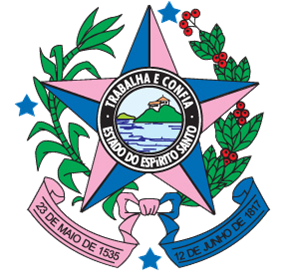 TRABALHA E CONFIA
ESTADO DO ESPÍRITO SANTO
23 DE MAIO DE 1535
12 DE JUNHO DE 1817